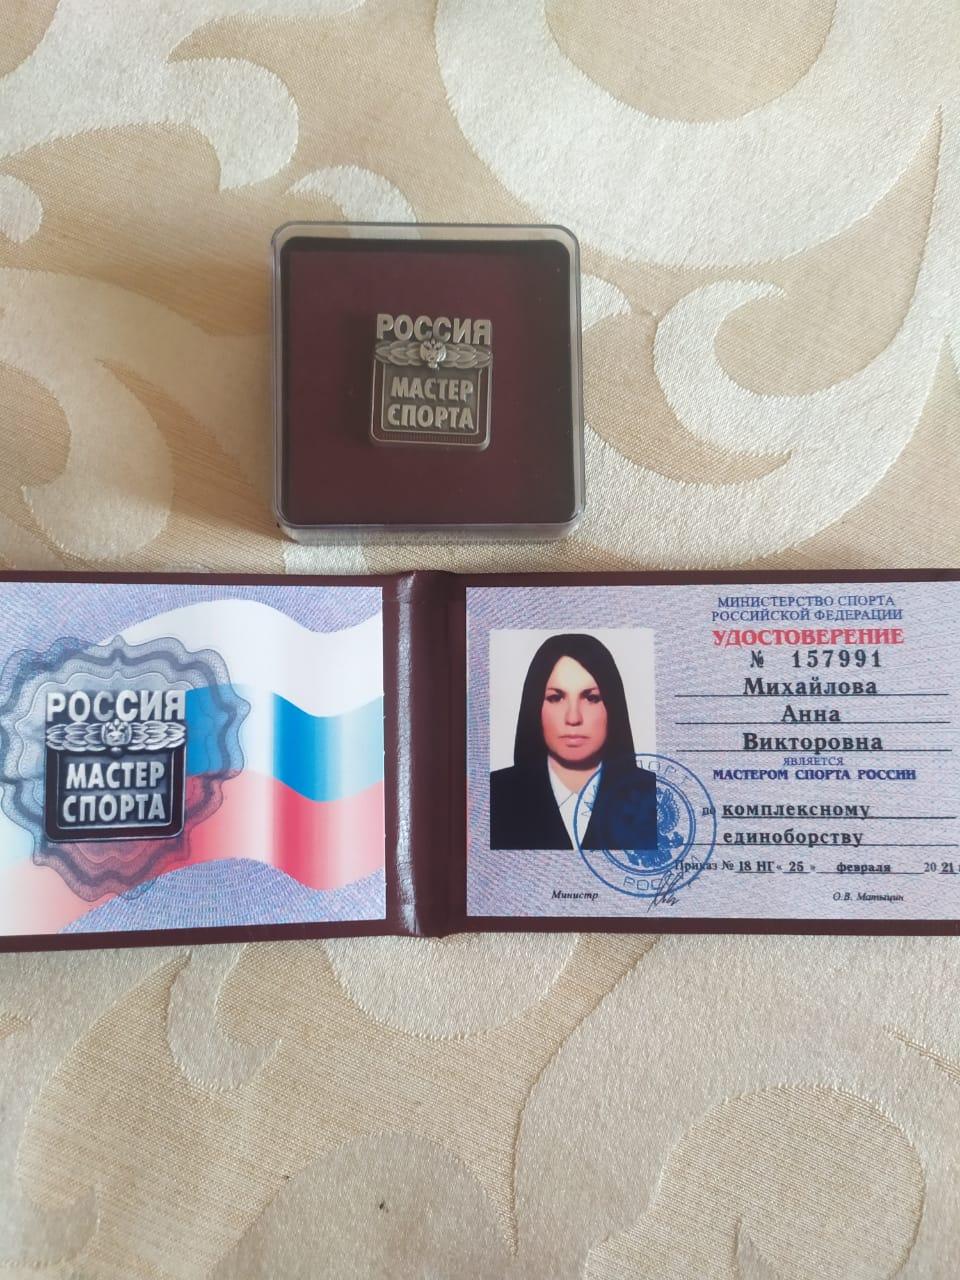 РОССИЯ
МАСТЕР
СПОРТА
РОССИЯ
МАСТЕР
СПОРТА
МИНИСТЕРСТВО СПОРТА
РОССИЙСКОЙ ФЕДЕРАЦИИ
УДОСТОВЕРЕНИЕ
№ 157991
Михайлова
Анна
Викторовна
ЯВЛЯЕТСЯ
МАСТЕРОМ СПОРТА РОССИИ
по комплексному
единоборству
Приказ № 18 НГ « 25 » февраля 20 21
Министр О.В. Матыцин